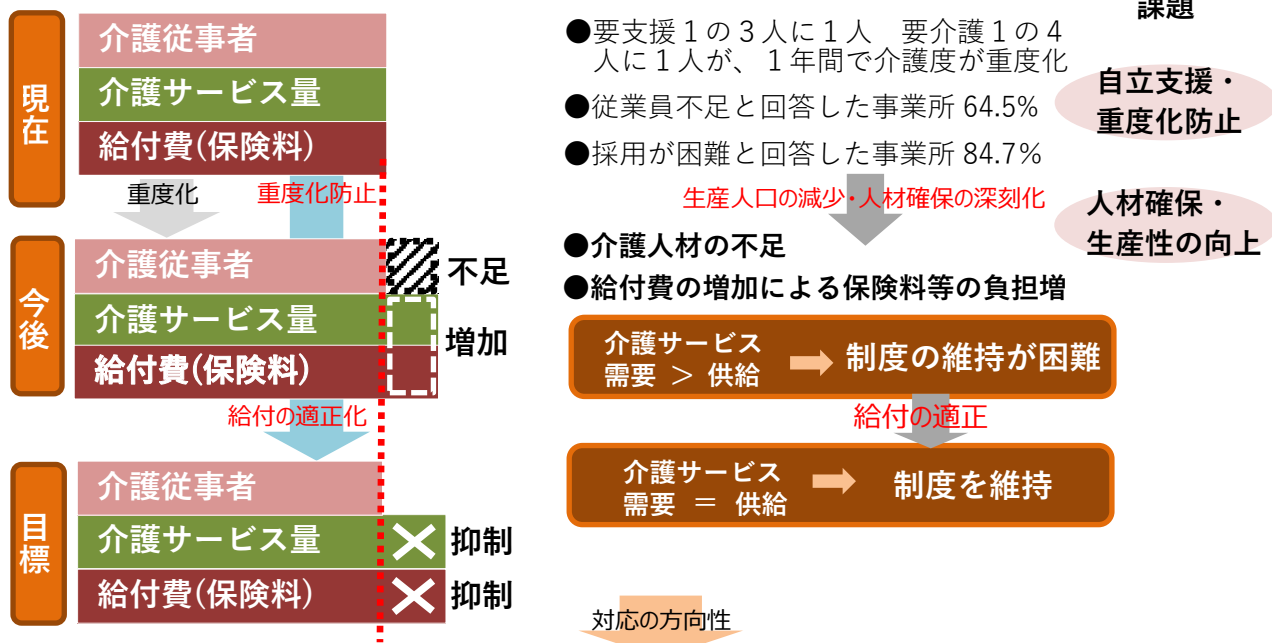 現在
介護従事者
介護サービス量
給付費(保険料)
重度化
重度化防止
今後
介護従事者
不足
介護サービス量
給付費(保険料)
増加
給付の適正化
目標
介護従事者
介護サービス量
抑制
給付費(保険料)
抑制
●要支援１の３人に１人　要介護１の４
人に１人が、１年間で介護度が重度化
●従業員不足と回答した事業所 64.5%
●採用が困難と回答した事業所 84.7%
生産人口の減少・人材確保の深刻化
●介護人材の不足
●給付費の増加による保険料等の負担増
介護サービス
需要 ＞ 供給
制度の維持が困難
給付の適正
介護サービス
需要 ＝ 供給
制度を維持
対応の方向性
課題
自立支援・
重度化防止
人材確保・
生産性の向上